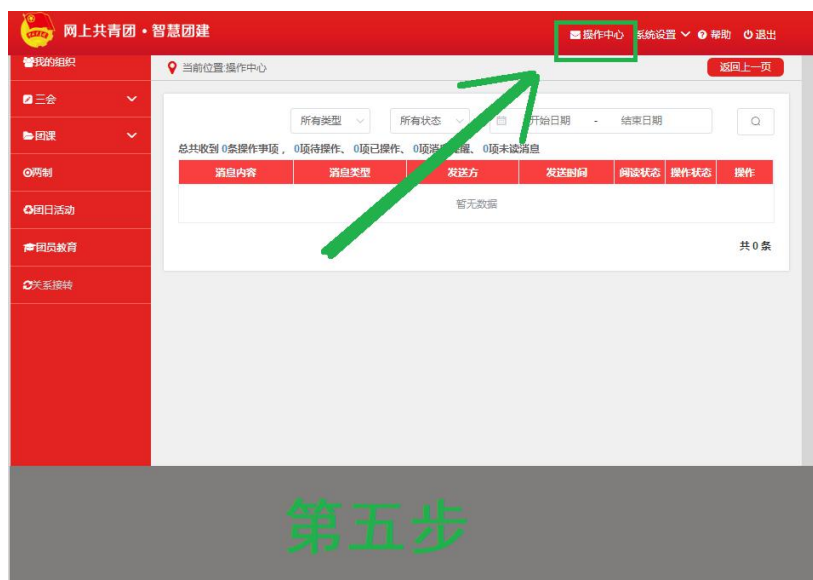 网上共青团·智慧团建
操作中心 系统设置 帮助 退出
我的组织
当前位置:操作中心
返回上一页
三会
所有类型 所有状态 开始日期 - 结束日期
团课
总共收到 0条操作事项， 0项待操作、 0项已操作、 0项消息提醒、 0项未读消息
两制
消息内容 消息类型 发送方 发送时间 阅读状态 操作状态 操作
团日活动
暂无数据
团员教育
共 0 条
关系接转
第五步